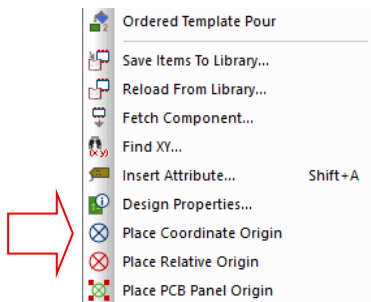 Ordered Template Pour
Save Items To Library...
Reload From Library...
Fetch Component...
Find XY...
Insert Attribute... Shift+A
Design Properties...
Place Coordinate Origin
Place Relative Origin
Place PCB Panel Origin